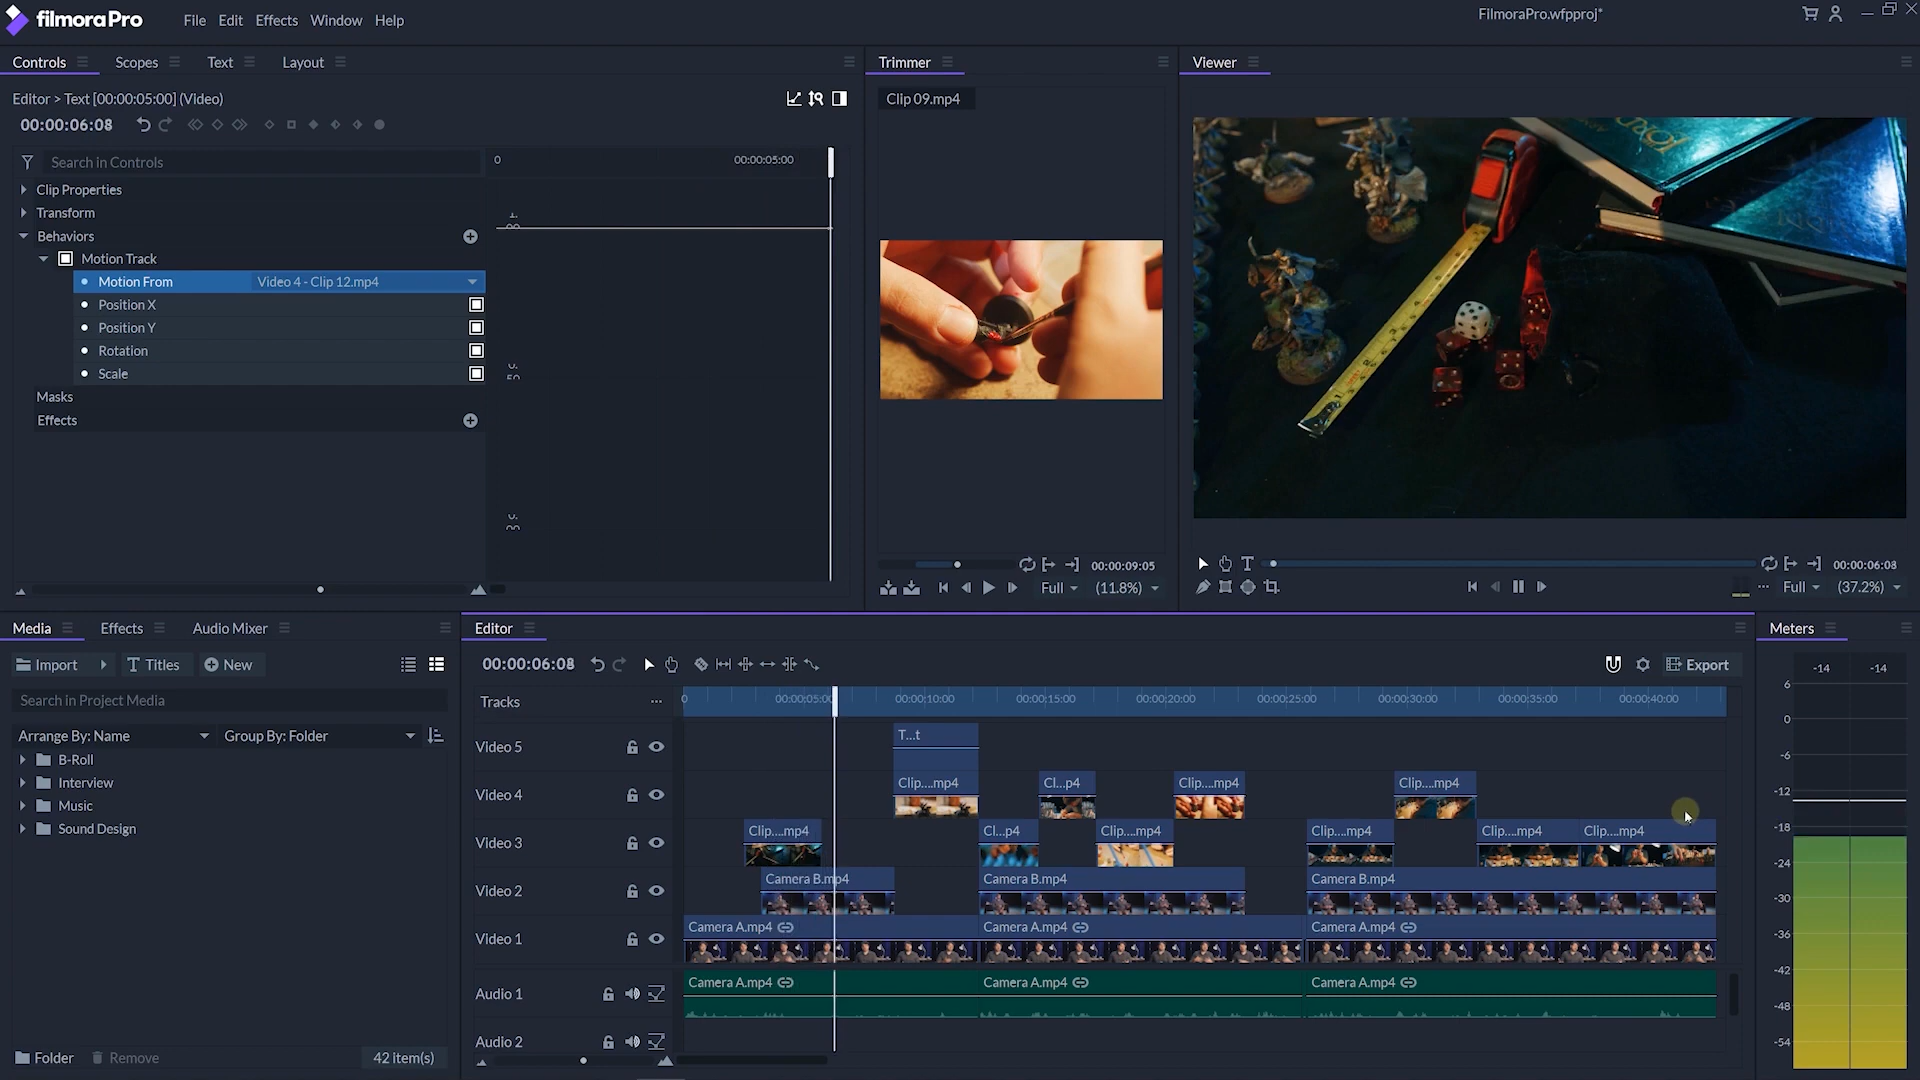 filmoraPro File Edit Effects Window Help FilmoraPro.wfpproj*
Controls Scopes Text Layout
Editor > Text [00:00:05:00] (Video)
00:00:06:08
Search in Controls
0 00:00:05:00
Clip Properties
Transform
Behaviors
Motion Track
Motion From Video 4 - Clip 12.mp4
Position X
Position Y
Rotation
Scale
Masks
Effects
Trimmer
Clip 09.mp4
00:00:09:05
Full (11.8%)
Viewer
00:00:06:08
Full (37.2%)
Media Effects Audio Mixer
Import Titles New
Search in Project Media
Arrange By: Name Group By: Folder
B-Roll
Interview
Music
Sound Design
Folder Remove 42 item(s)
Editor
00:00:06:08 Export
Tracks 0 00:00:05:00 00:00:10:00 00:00:15:00 00:00:20:00 00:00:25:00 00:00:30:00 00:00:35:00 00:00:40:00
Video 5 T...t
Video 4 Clip....mp4 Cl...p4 Clip....mp4 Clip....mp4
Video 3 Clip....mp4 Cl...p4 Clip....mp4 Clip....mp4 Clip....mp4 Clip....mp4
Video 2 Camera B.mp4 Camera B.mp4 Camera B.mp4
Video 1 Camera A.mp4 Camera A.mp4 Camera A.mp4
Audio 1 Camera A.mp4 Camera A.mp4 Camera A.mp4
Audio 2
Meters
-14 -14
6
0
-6
-12
-18
-24
-30
-36
-42
-48
-54